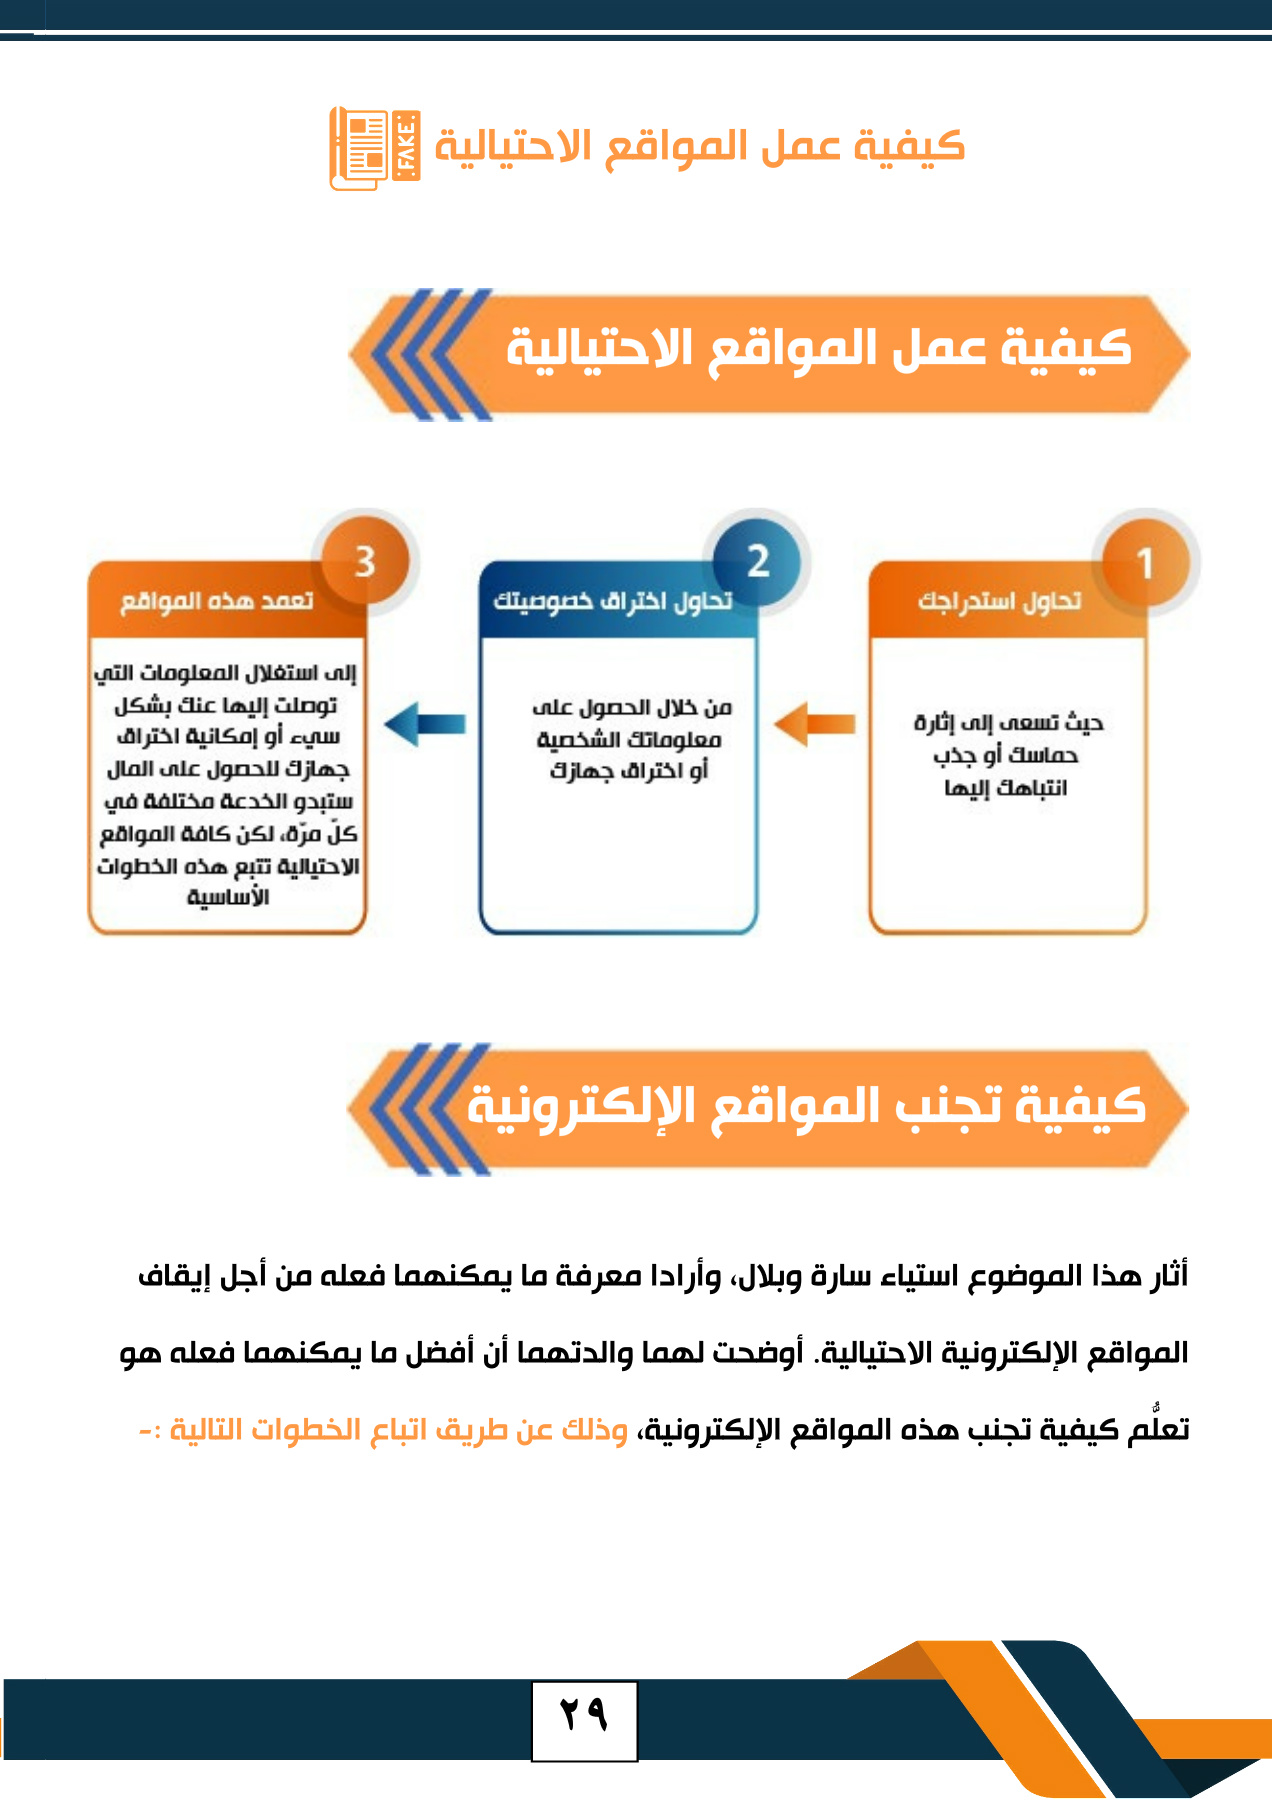 كيفية عمل المواقع الاحتيالية
FAKE
كيفية عمل المواقع الاحتيالية
1
تحاول استدراجك
حيث تسعى إلى إثارة
حماسك أو جذب
انتباهك إليها
2
تحاول اختراق خصوصيتك
من خلال الحصول على
معلوماتك الشخصية
أو اختراق جهازك
3
تعمد هذه المواقع
إلى استغلال المعلومات التي
توصلت إليها عنك بشكل
سيء أو إمكانية اختراق
جهازك للحصول على المال
ستبدو الخدعة مختلفة في
كلّ مرّة، لكن كافة المواقع
الاحتيالية تتبع هذه الخطوات
الأساسية
كيفية تجنب المواقع الإلكترونية
أثار هذا الموضوع استياء سارة وبلال، وأرادا معرفة ما يمكنهما فعله من أجل إيقاف
المواقع الإلكترونية الاحتيالية. أوضحت لهما والدتهما أن أفضل ما يمكنهما فعله هو
تعلُّم كيفية تجنب هذه المواقع الإلكترونية، وذلك عن طريق اتباع الخطوات التالية :-
٢٩